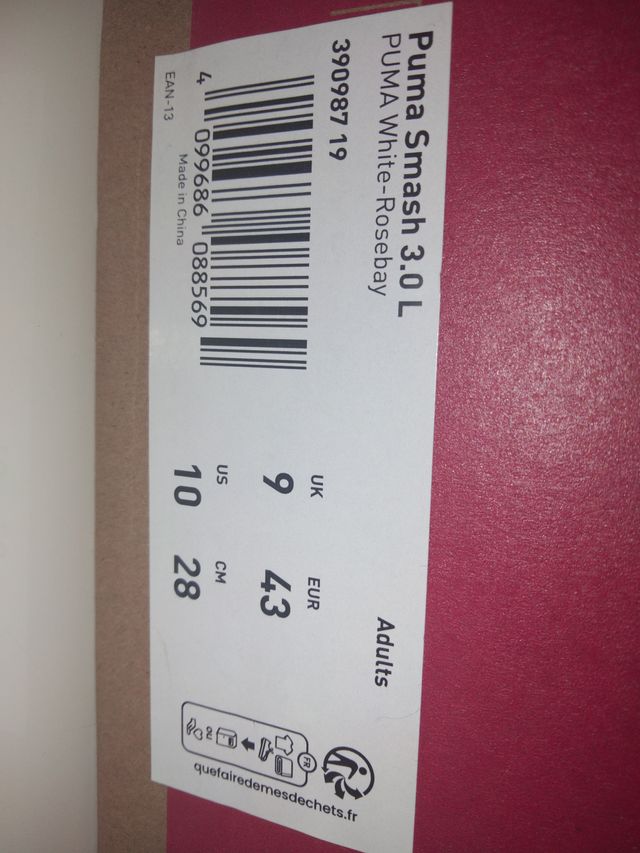 Puma Smash 3.0 L
PUMA White-Rosebay
390987 19
4 099686 088569
EAN-13
Made in China
UK
9
EUR
43
US
10
CM
28
Adults
FR
OU
quefairedemesdechets.fr